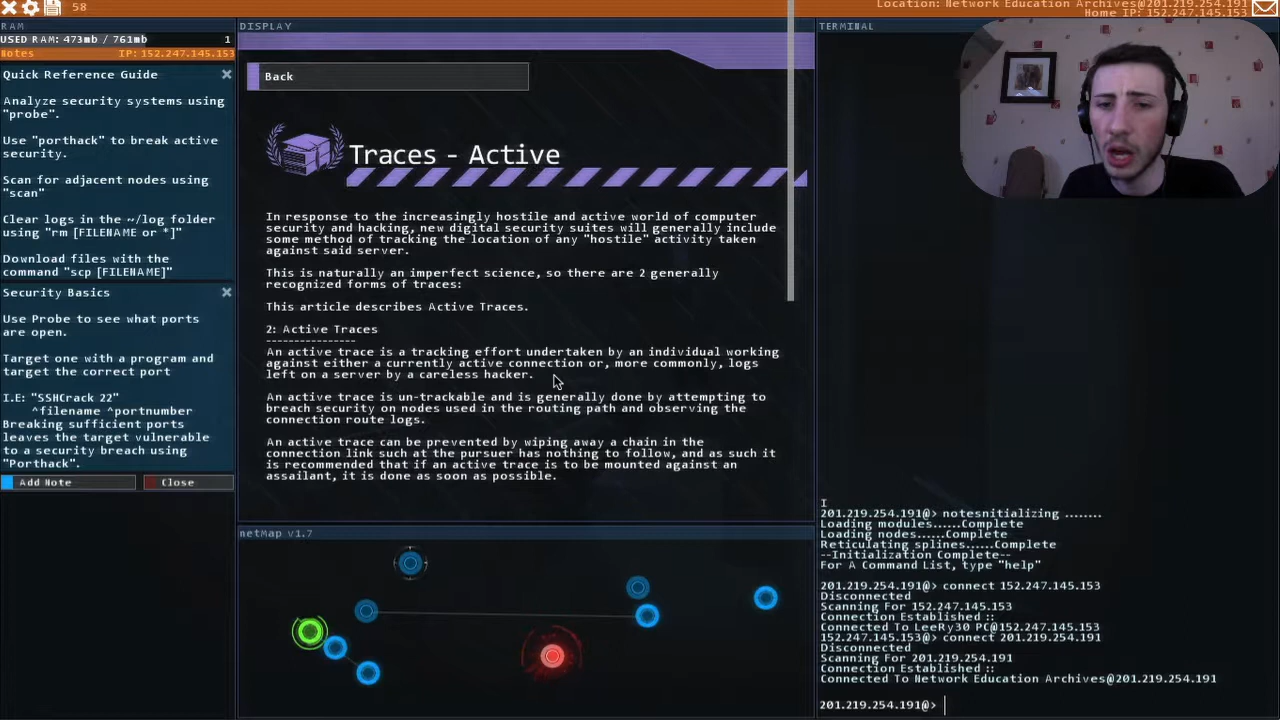 58
Location: Network Education Archives@201.219.254.191
Home IP: 152.247.145.153
RAM
DISPLAY
TERMINAL
USED RAM: 473mb / 761mb
1
Notes
IP: 152.247.145.153
Quick Reference Guide
Analyze security systems using
"probe".
Use "porthack" to break active
security.
Scan for adjacent nodes using
"scan"
Clear logs in the ~/log folder
using "rm [FILENAME or *]"
Download files with the
command "scp [FILENAME]"
Security Basics
Use Probe to see what ports
are open.
Target one with a program and
target the correct port
I.E: "SSHCrack 22"
^filename ^portnumber
Breaking sufficient ports
leaves the target vulnerable
to a security breach using
"Porthack".
Add Note
Close
Back
Traces - Active
In response to the increasingly hostile and active world of computer
security and hacking, new digital security suites will generally include
some method of tracking the location of any "hostile" activity taken
against said server.
This is naturally an imperfect science, so there are 2 generally
recognized forms of traces:
This article describes Active Traces.
2: Active Traces
----------------
An active trace is a tracking effort undertaken by an individual working
against either a currently active connection or, more commonly, logs
left on a server by a careless hacker.
An active trace is un-trackable and is generally done by attempting to
breach security on nodes used in the routing path and observing the
connection route logs.
An active trace can be prevented by wiping away a chain in the
connection link such at the pursuer has nothing to follow, and as such it
is recommended that if an active trace is to be mounted against an
assailant, it is done as soon as possible.
netMap v1.7
I
201.219.254.191@> notesnitializing ........
Loading modules......Complete
Loading nodes......Complete
Reticulating splines......Complete
--Initialization Complete--
For A Command List, type "help"
201.219.254.191@> connect 152.247.145.153
Disconnected
Scanning For 152.247.145.153
Connection Established ::
Connected To LeeRy30 PC@152.247.145.153
152.247.145.153@> connect 201.219.254.191
Disconnected
Scanning For 201.219.254.191
Connection Established ::
Connected To Network Education Archives@201.219.254.191
201.219.254.191@>